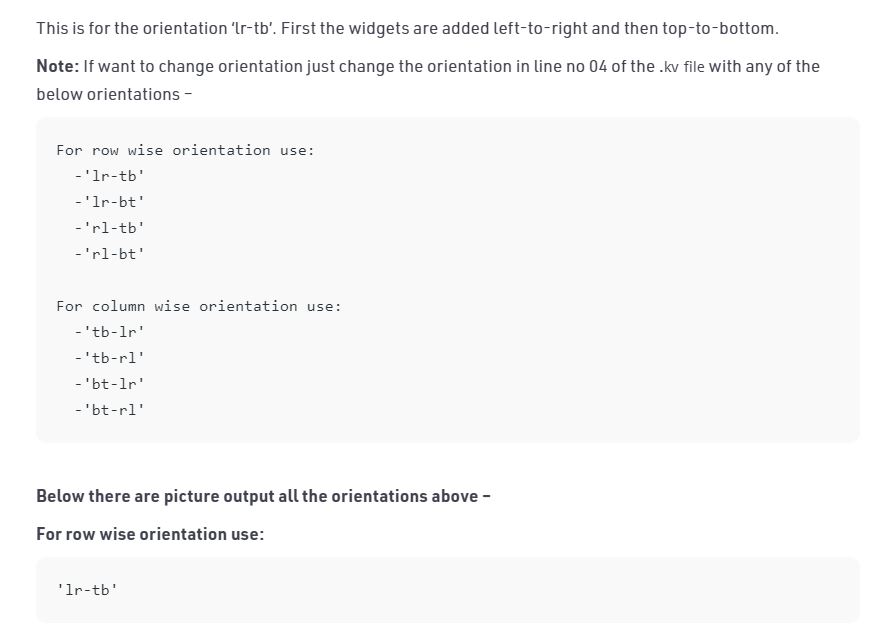 This is for the orientation ‘lr-tb’. First the widgets are added left-to-right and then top-to-bottom.
Note: If want to change orientation just change the orientation in line no 04 of the .kv file with any of the
below orientations –
For row wise orientation use:
-'lr-tb'
-'lr-bt'
-'rl-tb'
-'rl-bt'
For column wise orientation use:
-'tb-lr'
-'tb-rl'
-'bt-lr'
-'bt-rl'
Below there are picture output all the orientations above –
For row wise orientation use:
'lr-tb'